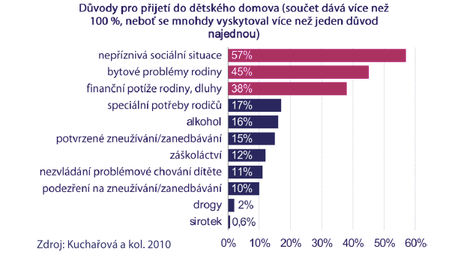 Důvody pro přijetí do dětského domova (součet dává více než
100 %, neboť se mnohdy vyskytoval více než jeden důvod
najednou)
nepříznivá sociální situace 57%
bytové problémy rodiny 45%
finanční potíže rodiny, dluhy 38%
speciální potřeby rodičů 17%
alkohol 16%
potvrzené zneužívání/zanedbávání 15%
záškoláctví 12%
nezvládání problémové chování dítěte 11%
podezření na zneužívání/zanedbávání 10%
drogy 2%
sirotek 0,6%
0% 10% 20% 30% 40% 50% 60%
Zdroj: Kuchařová a kol. 2010